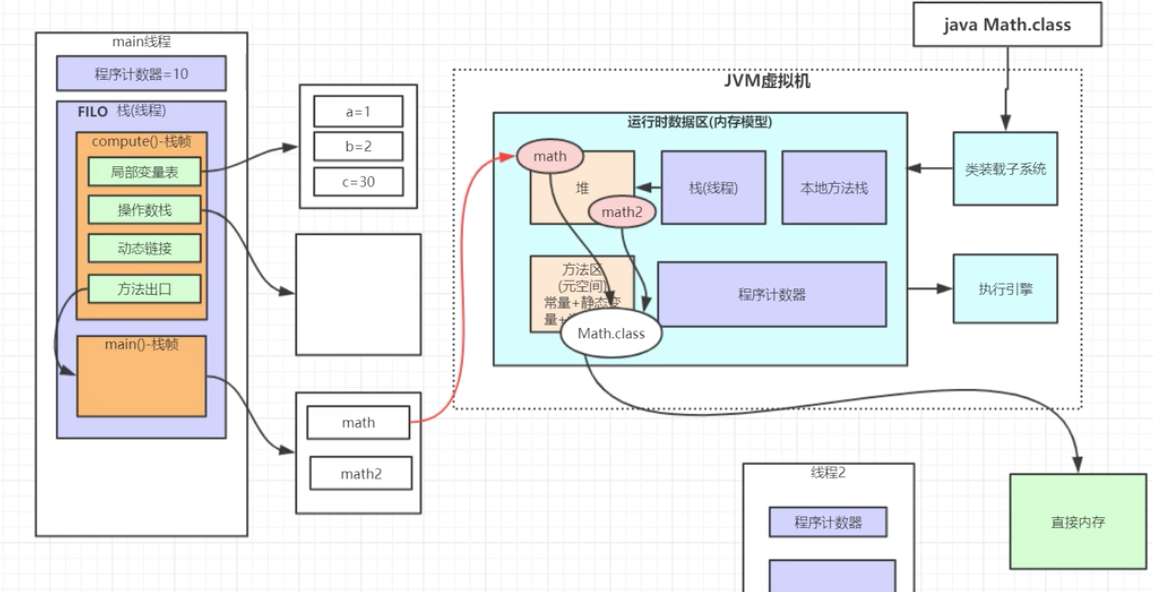 main线程
程序计数器=10
FILO 栈(线程)
compute()-栈帧
局部变量表
操作数栈
动态链接
方法出口
main()-栈帧
a=1
b=2
c=30
math
math2
java Math.class
JVM虚拟机
运行时数据区(内存模型)
math
堆
math2
栈(线程)
本地方法栈
类装载子系统
方法区
(元空间)
常量+静态变
量+
Math.class
程序计数器
执行引擎
线程2
程序计数器
直接内存